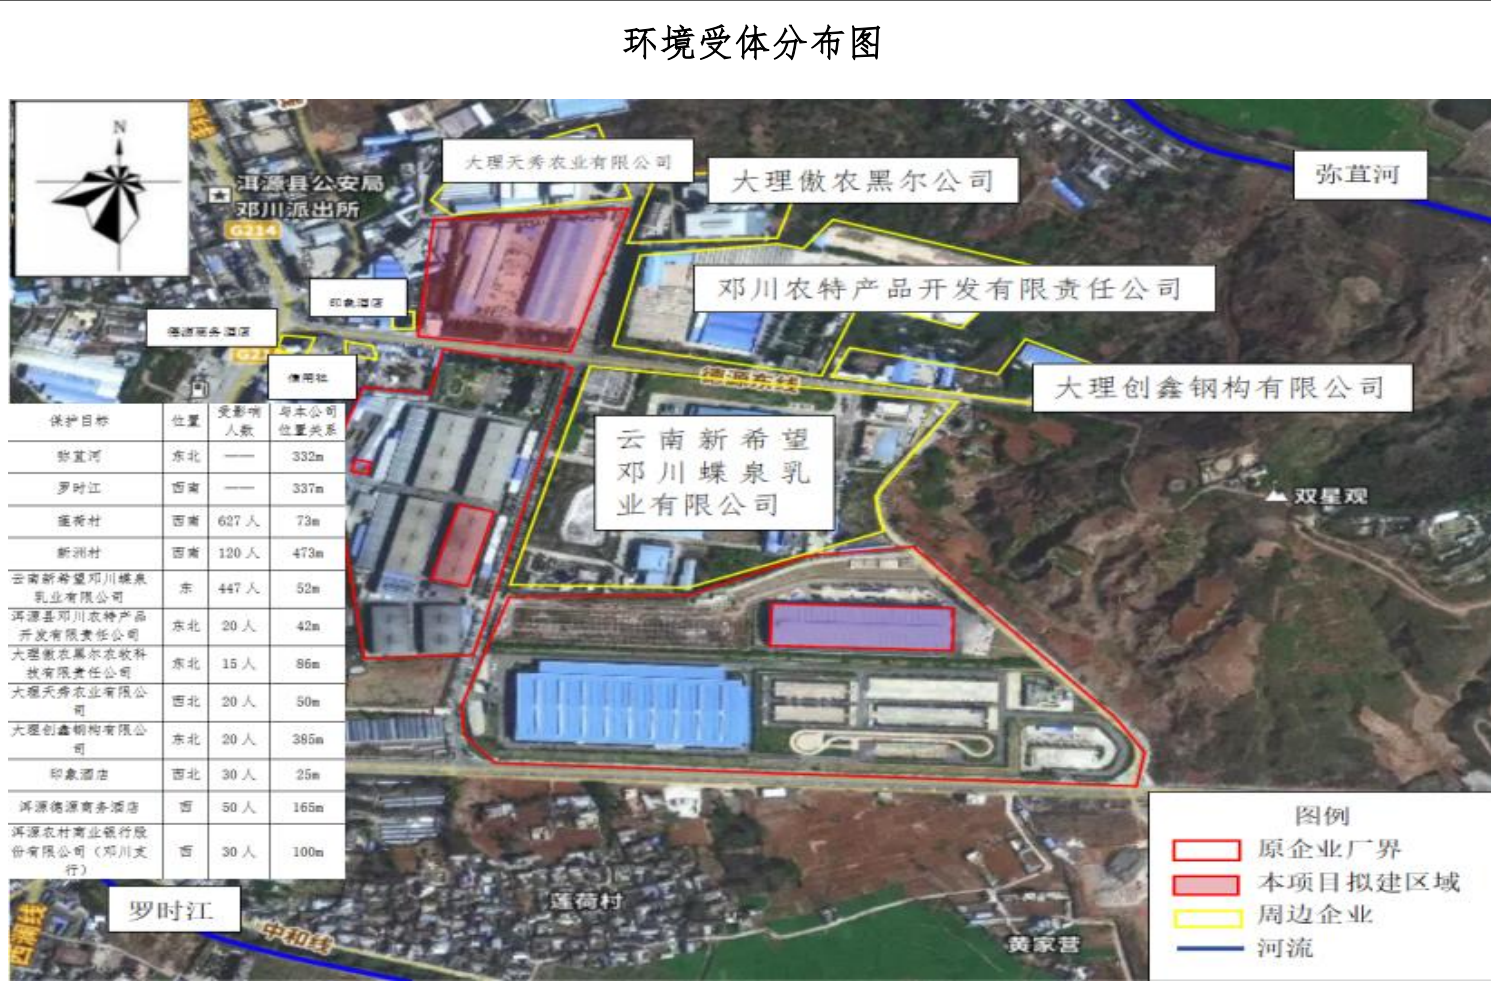 环境受体分布图
N
洱源县公安局
邓川派出所
G214
大理天秀农业有限公司
大理傲农黑尔公司
弥苴河
印象酒店
邓川农特产品开发有限责任公司
德源商务酒店
信用社
德源东线
大理创鑫钢构有限公司
云南新希望
邓川蝶泉乳
业有限公司
双星观
保护目标 位置 受影响人数 与本公司位置关系
弥苴河 东北 —— 332m
罗时江 西南 —— 337m
莲荷村 西南 627人 73m
新洲村 西南 120人 473m
云南新希望邓川蝶泉乳业有限公司 东 447人 52m
洱源县邓川农特产品开发有限责任公司 东北 20人 42m
大理傲农黑尔农牧科技有限责任公司 东北 15人 86m
大理天秀农业有限公司 西北 20人 50m
大理创鑫钢构有限公司 东北 20人 385m
印象酒店 西北 30人 25m
洱源德源商务酒店 西 50人 165m
洱源农村商业银行股份有限公司（邓川支行） 西 30人 100m
罗时江
中和线
莲荷村
黄家营
图例
原企业厂界
本项目拟建区域
周边企业
河流